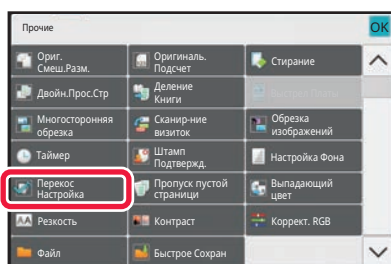 Прочие
OK
Ориг.
Смеш.Разм.
Оригиналь.
Подсчет
Стирание
Двойн.Прос.Стр
Деление
Книги
Многосторонняя
обрезка
Сканир-ние
визиток
Обрезка
изображений
Таймер
Штамп
Подтвержд.
Настройка Фона
Перекос
Настройка
Пропуск пустой
страници
Выпадающий
цвет
Резкость
Контраст
Коррект. RGB
Файл
Быстрое Сохран